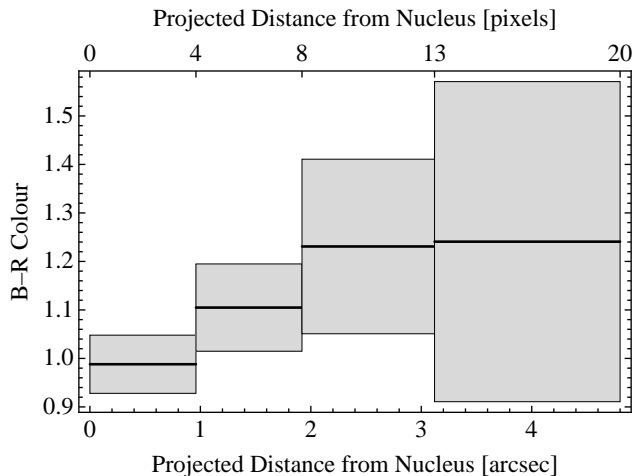 Projected Distance from Nucleus [pixels]
0 4 8 13 20
B–R Colour
1.5
1.4
1.3
1.2
1.1
1.0
0.9
0 1 2 3 4
Projected Distance from Nucleus [arcsec]